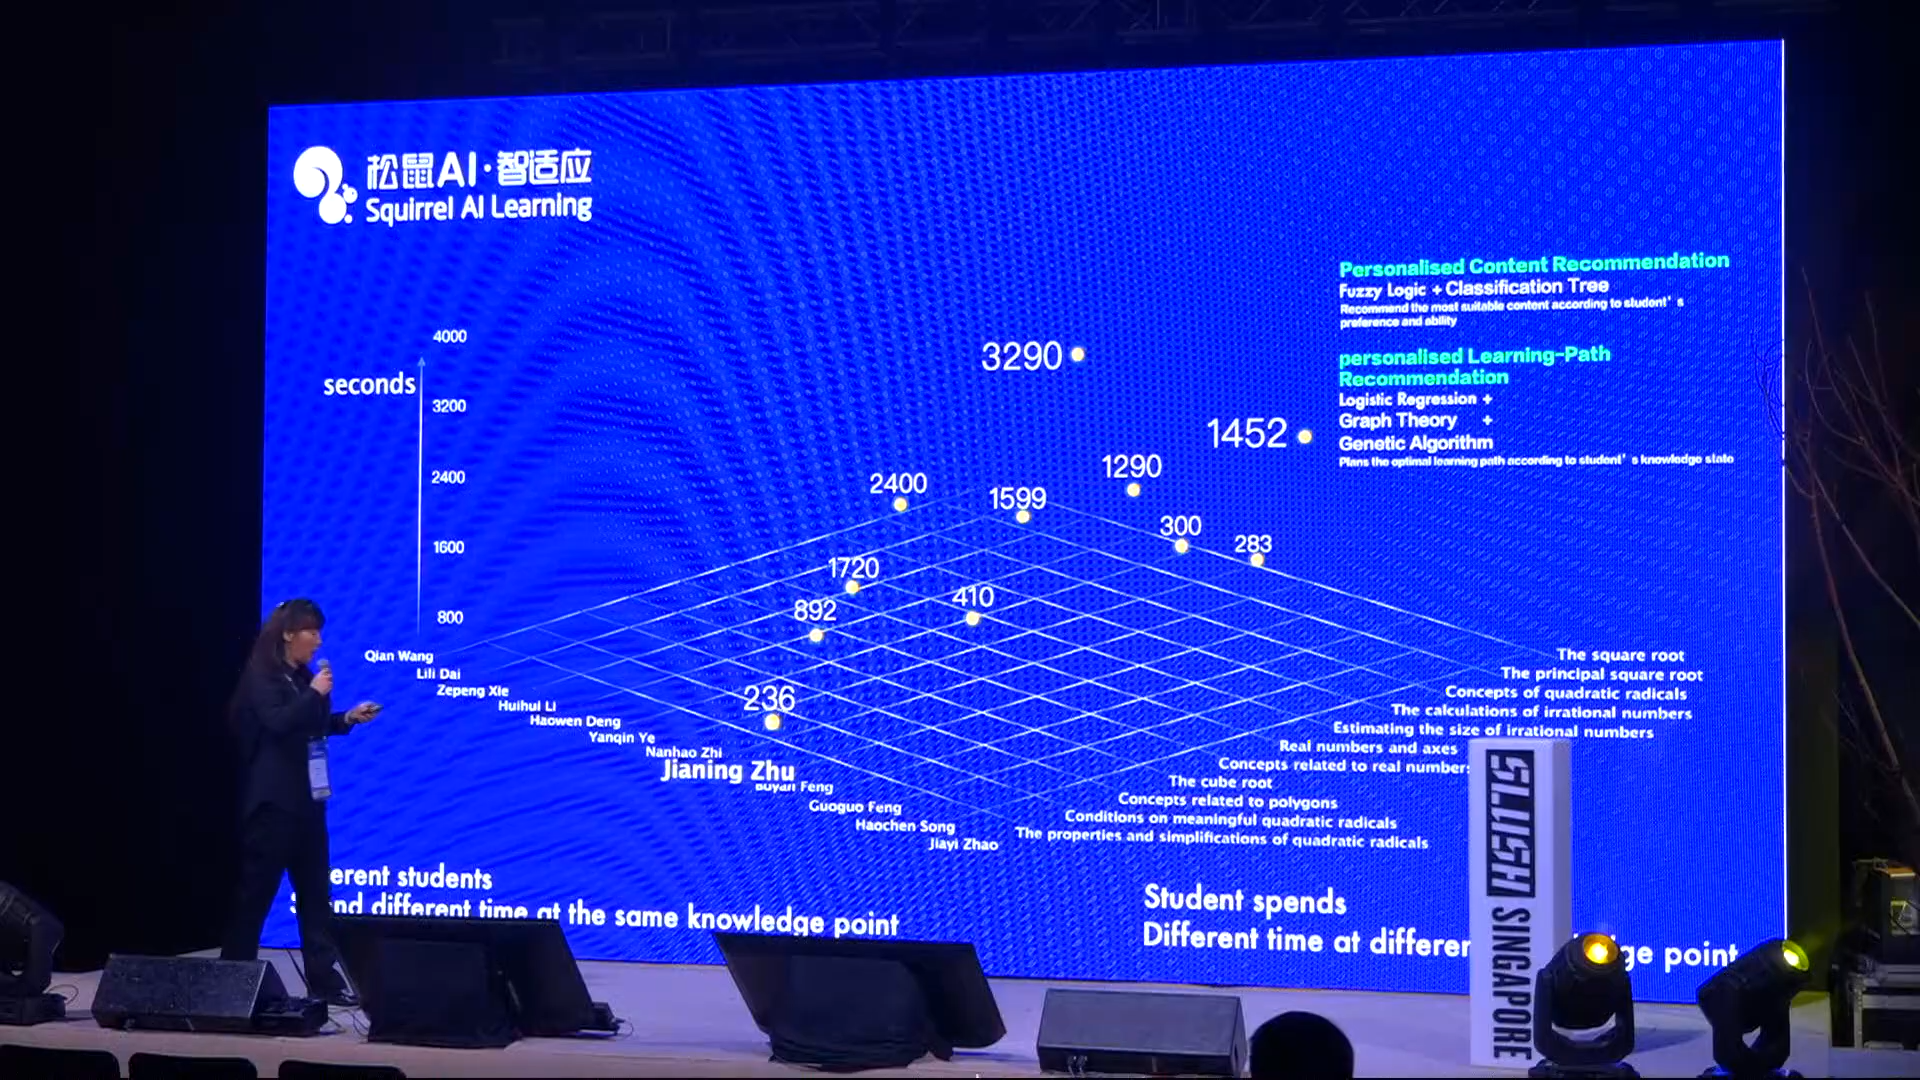 松鼠AI·智适应
Squirrel AI Learning
Personalised Content Recommendation
Fuzzy Logic + Classification Tree
Recommend the most suitable content according to student's
preference and ability
personalised Learning-Path
Recommendation
Logistic Regression +
Graph Theory +
Genetic Algorithm
Plans the optimal learning path according to student's knowledge state
seconds
4000
3200
2400
1600
800
3290
1452
1290
2400
1599
300
283
1720
410
892
236
Qian Wang
Lili Dai
Zepeng Xie
Huihui Li
Haowen Deng
Yanqin Ye
Nanhao Zhi
Jianing Zhu
Buyan Feng
Guoguo Feng
Haochen Song
Jiayi Zhao
The square root
The principal square root
Concepts of quadratic radicals
The calculations of irrational numbers
Estimating the size of irrational numbers
Real numbers and axes
Concepts related to real numbers
The cube root
Concepts related to polygons
Conditions on meaningful quadratic radicals
The properties and simplifications of quadratic radicals
erent students
nd different time at the same knowledge point
Student spends
Different time at differen ge point
SLUSH SINGAPORE